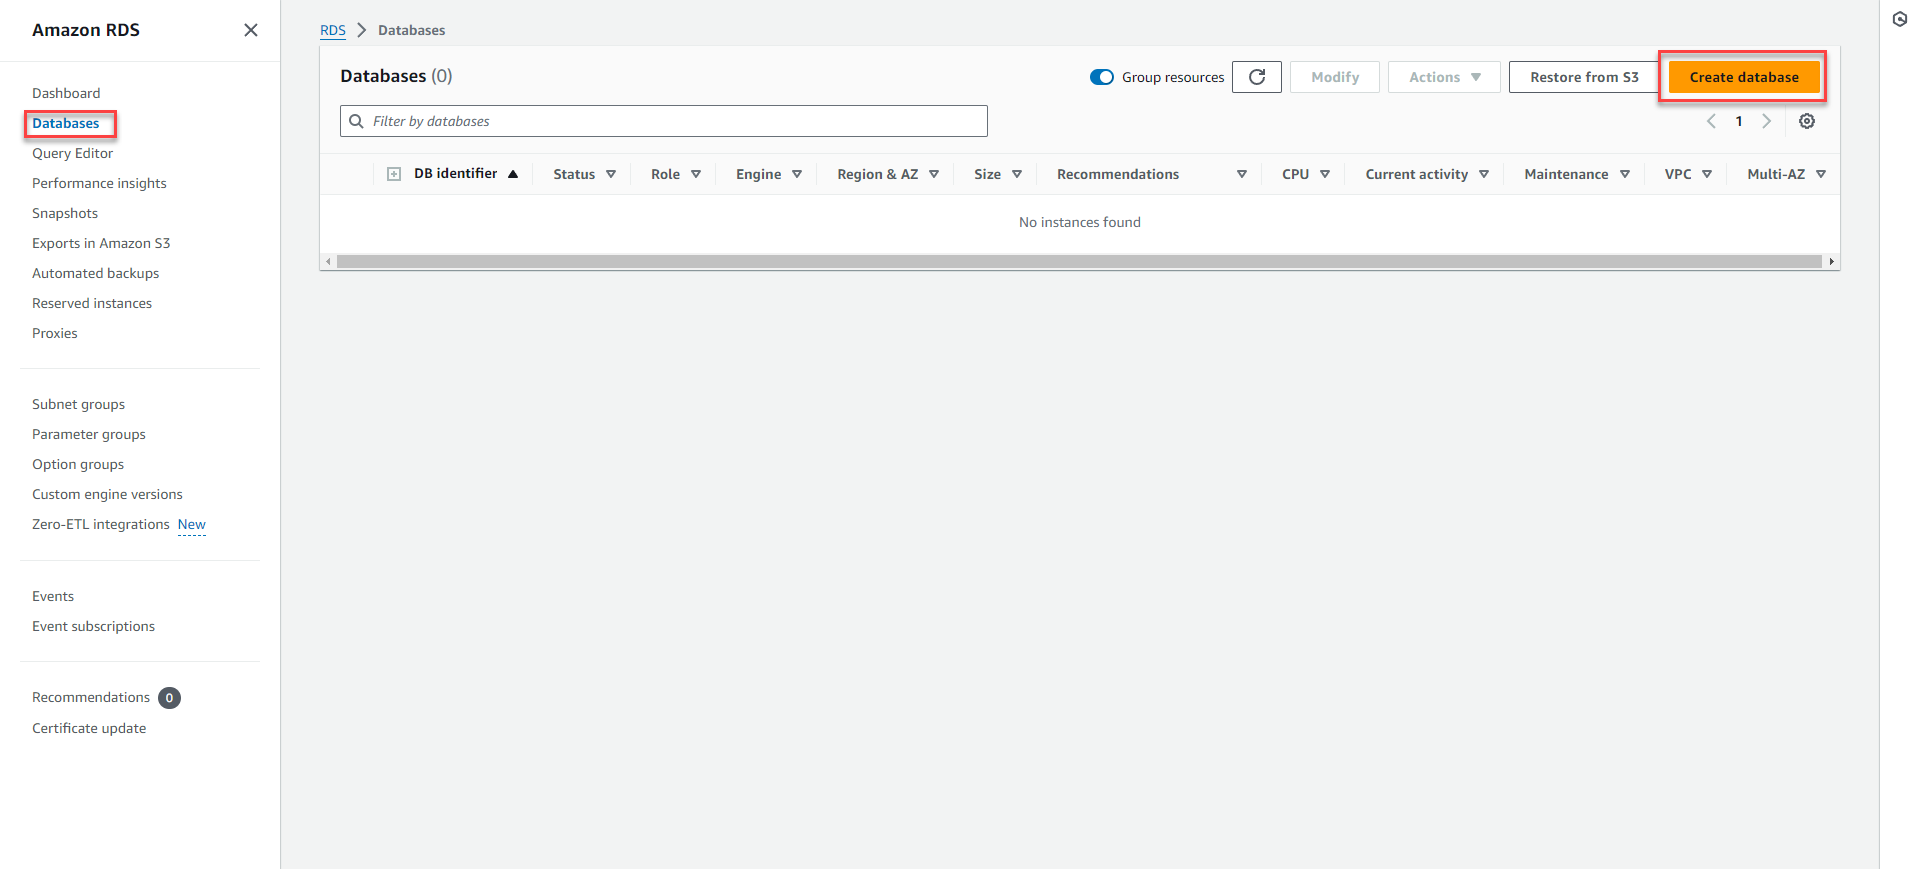 Amazon RDS
Dashboard
Databases
Query Editor
Performance insights
Snapshots
Exports in Amazon S3
Automated backups
Reserved instances
Proxies
Subnet groups
Parameter groups
Option groups
Custom engine versions
Zero-ETL integrations New
Events
Event subscriptions
Recommendations 0
Certificate update
RDS Databases
Databases (0)
Group resources Modify Actions Restore from S3 Create database
Filter by databases
1
DB identifier Status Role Engine Region & AZ Size Recommendations CPU Current activity Maintenance VPC Multi-AZ
No instances found